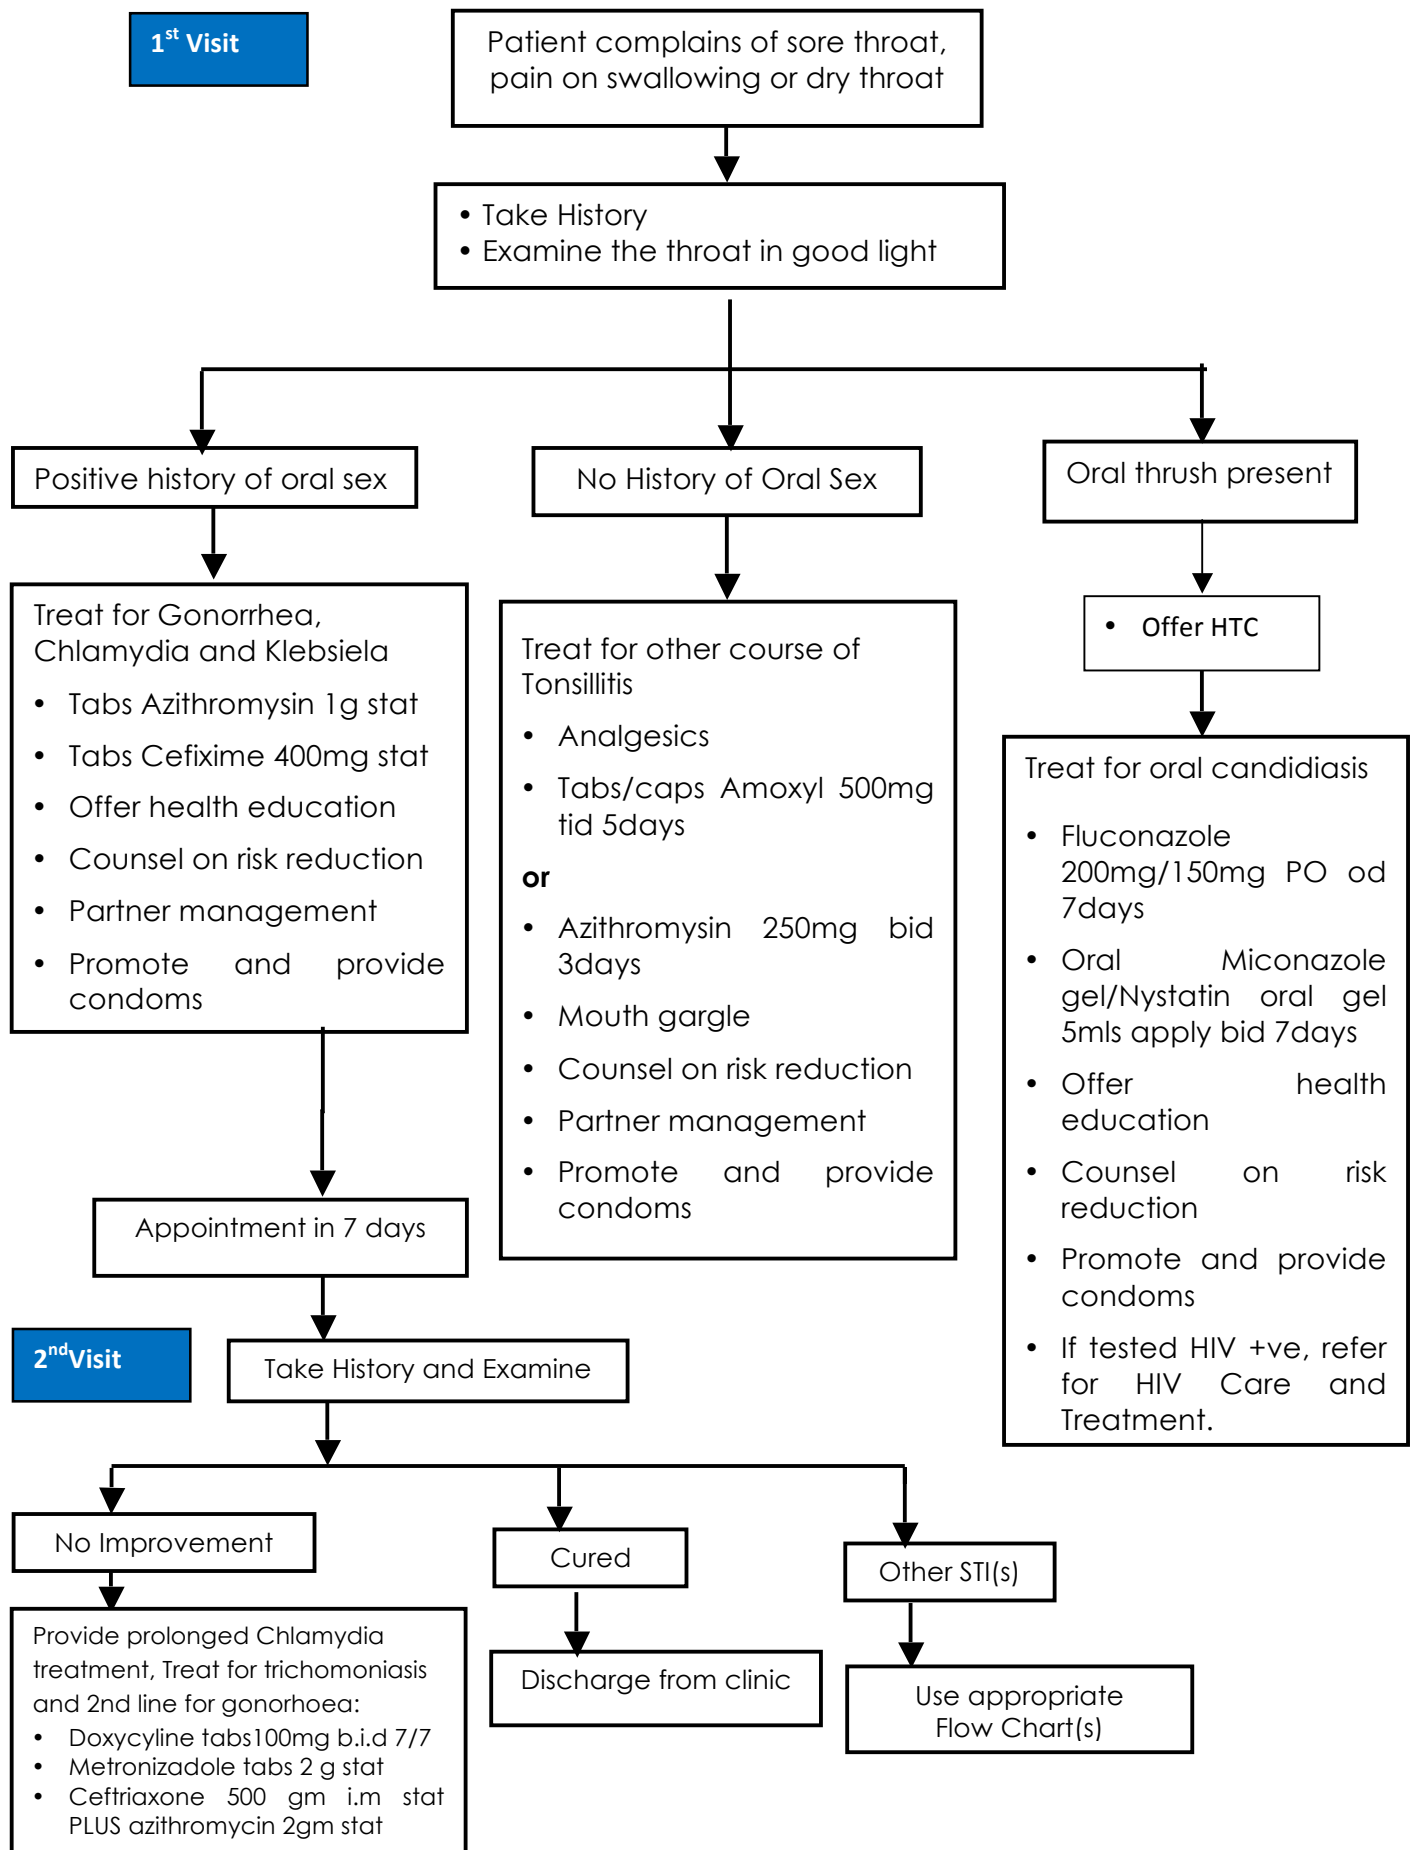 1st Visit
Patient complains of sore throat,
pain on swallowing or dry throat
• Take History
• Examine the throat in good light
Positive history of oral sex
No History of Oral Sex
Oral thrush present
Treat for Gonorrhea,
Chlamydia and Klebsiela
• Tabs Azithromysin 1g stat
• Tabs Cefixime 400mg stat
• Offer health education
• Counsel on risk reduction
• Partner management
• Promote and provide
condoms
Treat for other course of
Tonsillitis
• Analgesics
• Tabs/caps Amoxyl 500mg
tid 5days
or
• Azithromysin 250mg bid
3days
• Mouth gargle
• Counsel on risk reduction
• Partner management
• Promote and provide
condoms
• Offer HTC
Treat for oral candidiasis
• Fluconazole
200mg/150mg PO od
7days
• Oral Miconazole
gel/Nystatin oral gel
5mls apply bid 7days
• Offer health
education
• Counsel on risk
reduction
• Promote and provide
condoms
• If tested HIV +ve, refer
for HIV Care and
Treatment.
Appointment in 7 days
2ndVisit
Take History and Examine
No Improvement
Cured
Other STI(s)
Provide prolonged Chlamydia
treatment, Treat for trichomoniasis
and 2nd line for gonorhoea:
• Doxycyline tabs100mg b.i.d 7/7
• Metronizadole tabs 2 g stat
• Ceftriaxone 500 gm i.m stat
PLUS azithromycin 2gm stat
Discharge from clinic
Use appropriate
Flow Chart(s)